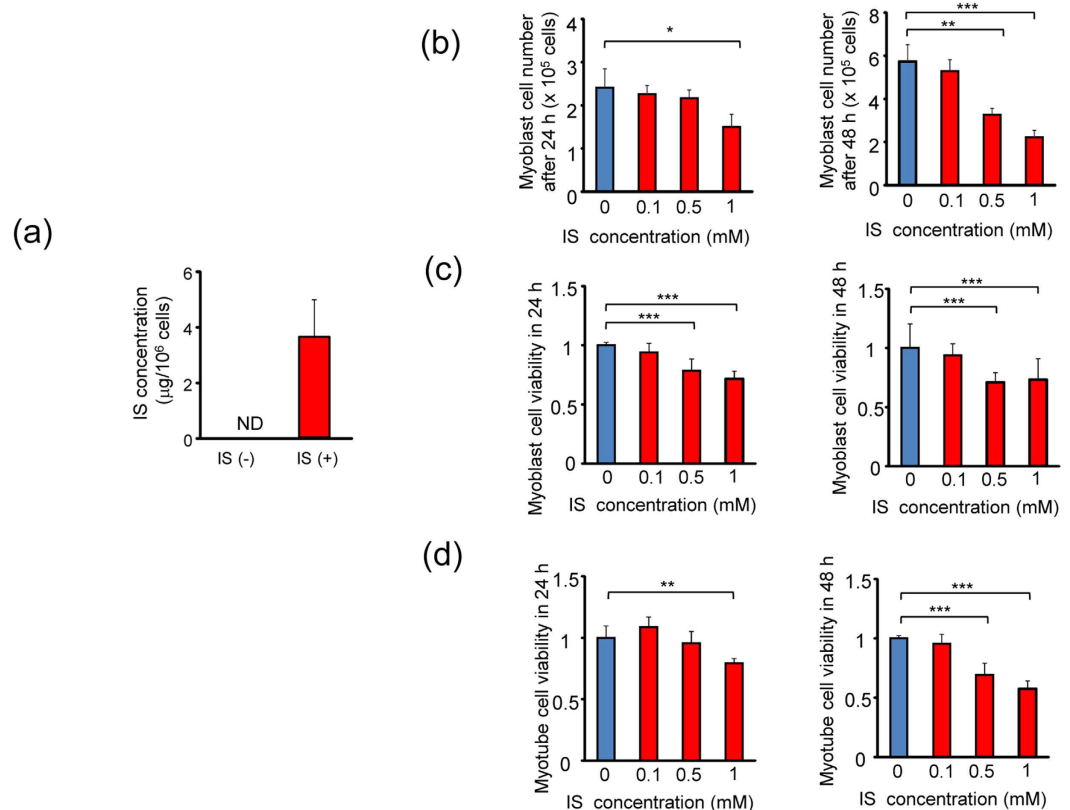 (a)
IS concentration
(μg/10⁶ cells)
6
4
2
0
ND
IS (-) IS (+)
(b)
Myoblast cell number
after 24 h (x 10⁵ cells)
4
3
2
1
0
*
0 0.1 0.5 1
IS concentration (mM)
Myoblast cell number
after 48 h (x 10⁵ cells)
8
6
4
2
0
***
**
0 0.1 0.5 1
IS concentration (mM)
(c)
Myoblast cell viability in 24 h
1.5
1
0.5
0
***
***
0 0.1 0.5 1
IS concentration (mM)
Myoblast cell viability in 48 h
1.5
1
0.5
0
***
***
0 0.1 0.5 1
IS concentration (mM)
(d)
Myotube cell viability in 24 h
1.5
1
0.5
0
**
0 0.1 0.5 1
IS concentration (mM)
Myotube cell viability in 48 h
1.5
1
0.5
0
***
***
0 0.1 0.5 1
IS concentration (mM)